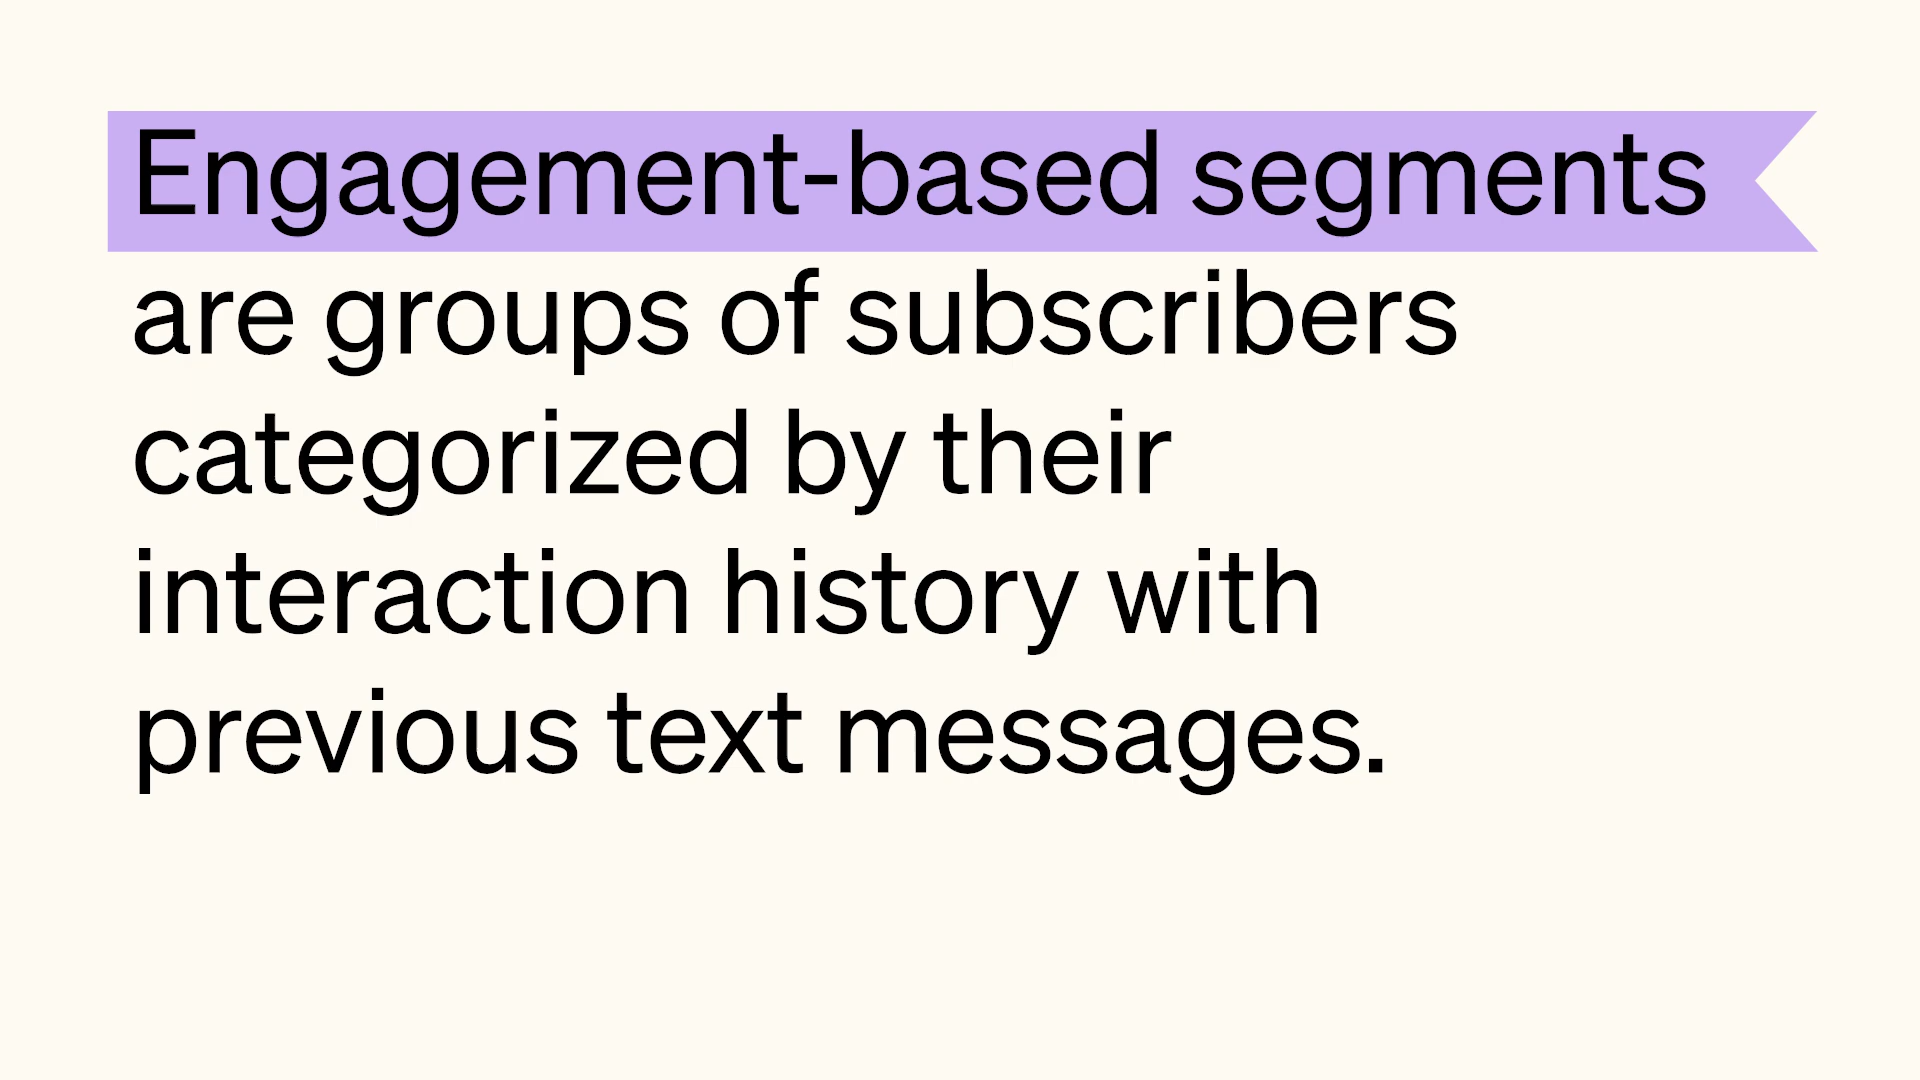 Engagement-based segments
are groups of subscribers
categorized by their
interaction history with
previous text messages.